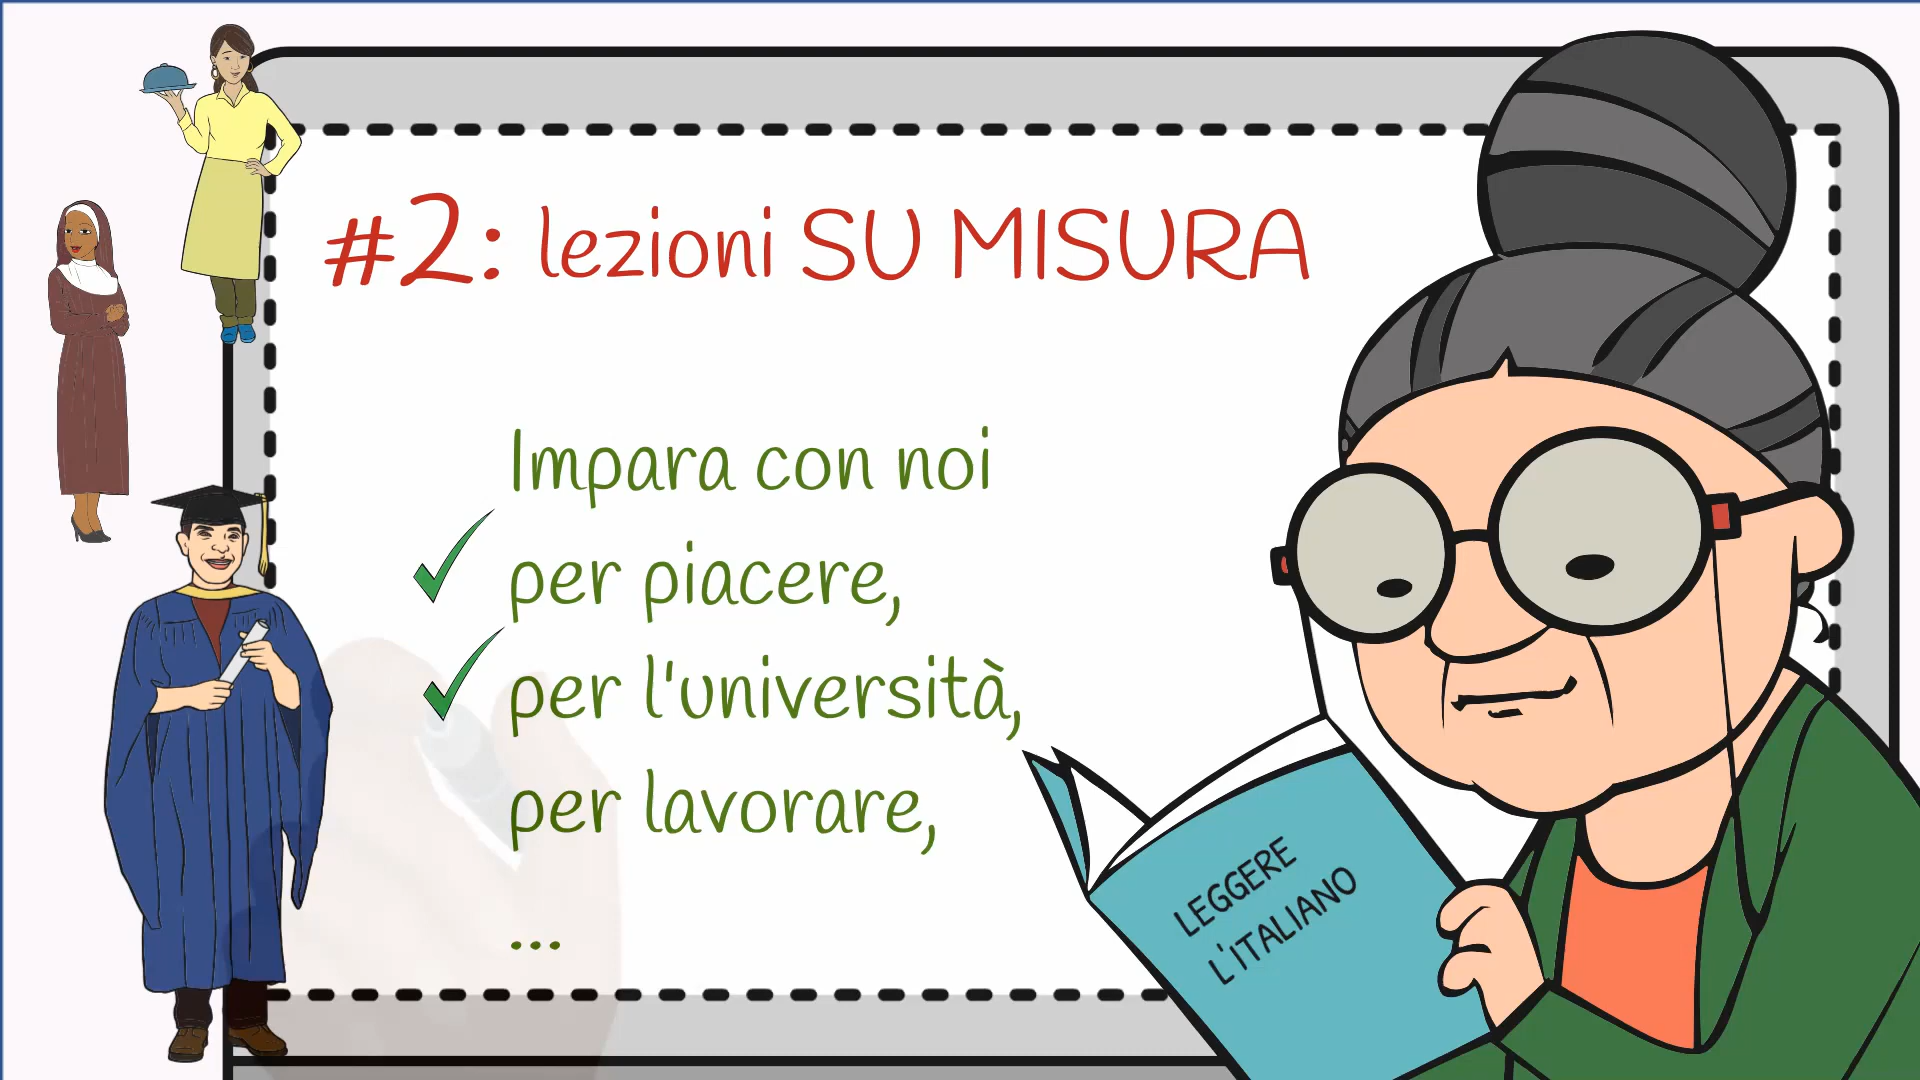 #2: lezioni SU MISURA
Impara con noi
per piacere,
per l'università,
per lavorare,
...
LEGGERE
L'ITALIANO